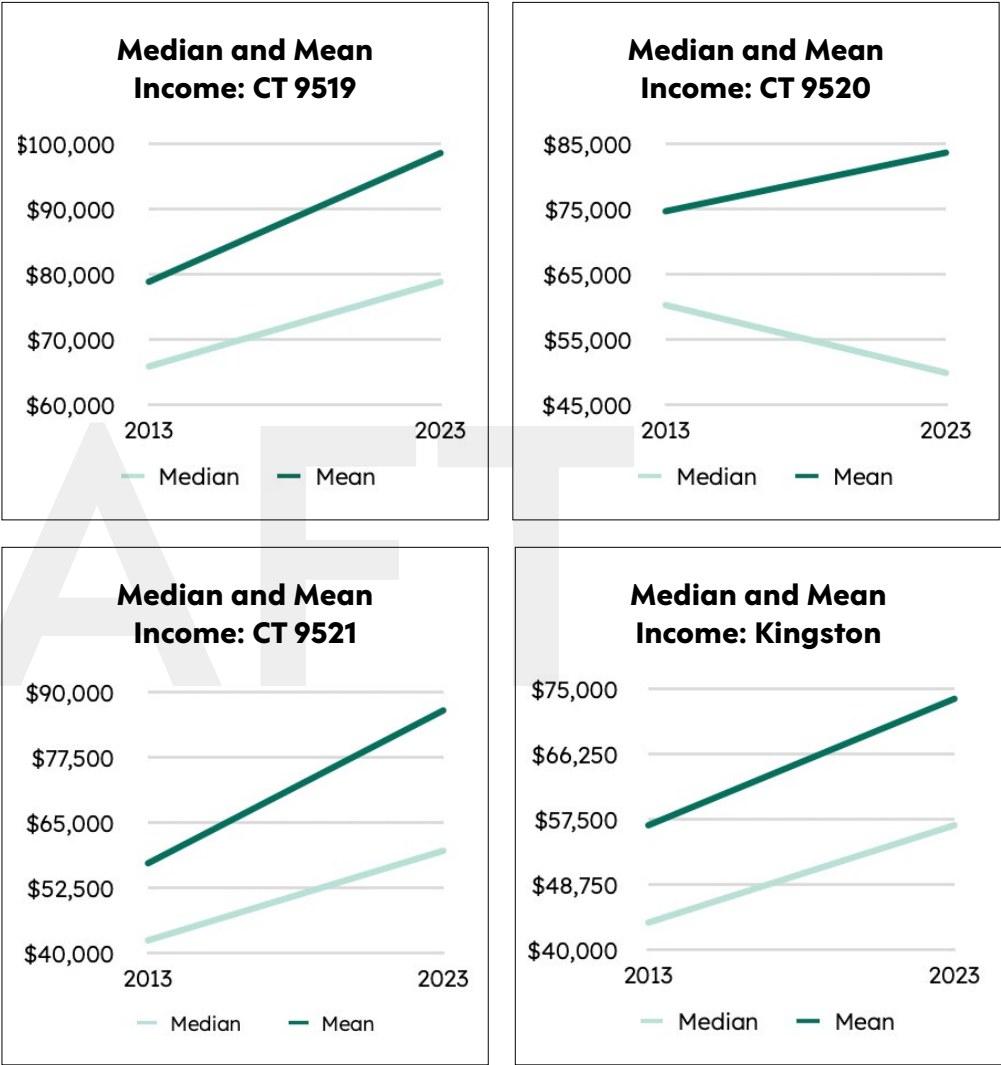 Median and Mean
Income: CT 9519
$100,000
$90,000
$80,000
$70,000
$60,000
2013 2023
Median Mean
Median and Mean
Income: CT 9520
$85,000
$75,000
$65,000
$55,000
$45,000
2013 2023
Median Mean
Median and Mean
Income: CT 9521
$90,000
$77,500
$65,000
$52,500
$40,000
2013 2023
Median Mean
Median and Mean
Income: Kingston
$75,000
$66,250
$57,500
$48,750
$40,000
2013 2023
Median Mean
AFT